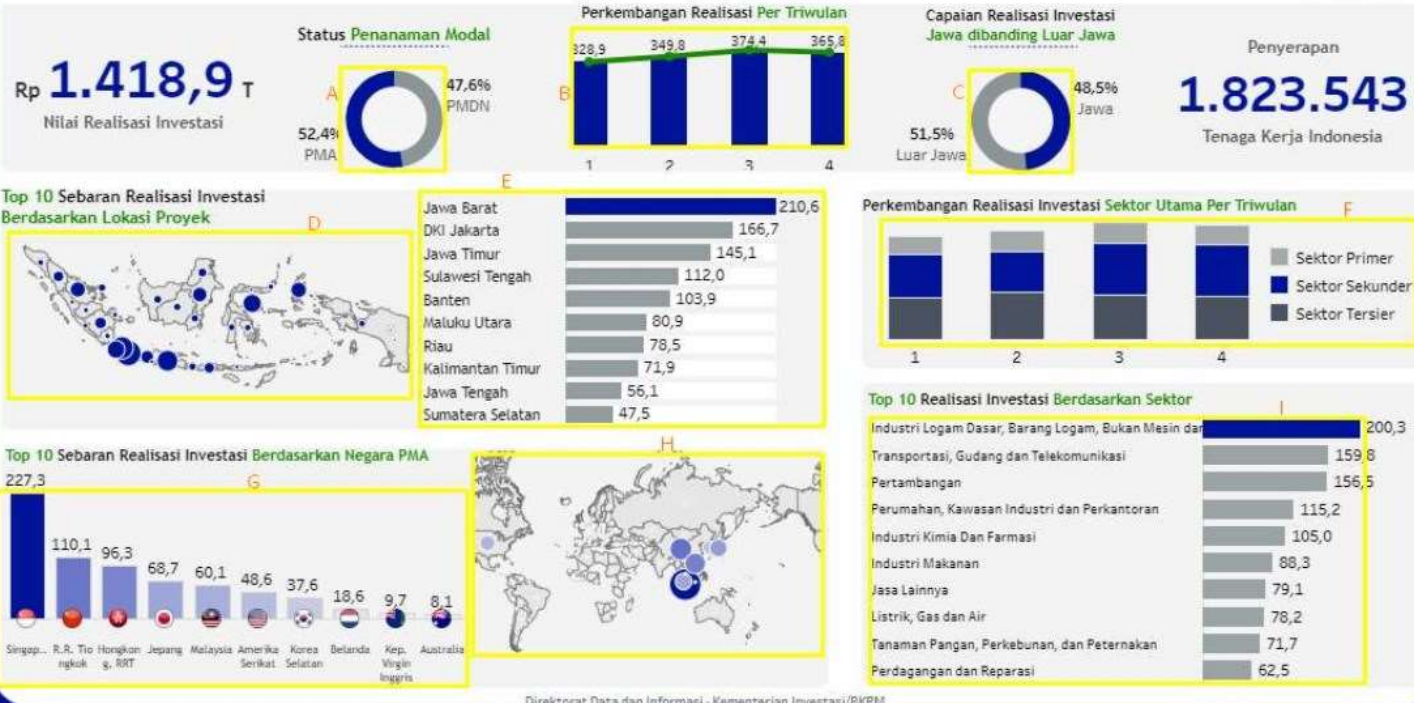 Rp 1.418,9 T
Nilai Realisasi Investasi
Status Penanaman Modal
A
47,6%
PMDN
52,4%
PMA
Perkembangan Realisasi Per Triwulan
B
328,9
349,8
374,4
365,8
1
2
3
4
Capaian Realisasi Investasi
Jawa dibanding Luar Jawa
C
48,5%
Jawa
51,5%
Luar Jawa
Penyerapan
1.823.543
Tenaga Kerja Indonesia
Top 10 Sebaran Realisasi Investasi
Berdasarkan Lokasi Proyek
D
E
Jawa Barat 210,6
DKI Jakarta 166,7
Jawa Timur 145,1
Sulawesi Tengah 112,0
Banten 103,9
Maluku Utara 80,9
Riau 78,5
Kalimantan Timur 71,9
Jawa Tengah 56,1
Sumatera Selatan 47,5
Perkembangan Realisasi Investasi Sektor Utama Per Triwulan
F
Sektor Primer
Sektor Sekunder
Sektor Tersier
1
2
3
4
Top 10 Sebaran Realisasi Investasi Berdasarkan Negara PMA
G
227,3
110,1
96,3
68,7
60,1
48,6
37,6
18,6
9,7
8,1
Singap...
R.R. Tio
ngkok
Hongkon
g, RRT
Jepang
Malaysia
Amerika
Serikat
Korea
Selatan
Belanda
Kep.
Virgin
Inggris
Australia
H
Top 10 Realisasi Investasi Berdasarkan Sektor
I
Industri Logam Dasar, Barang Logam, Bukan Mesin dan 200,3
Transportasi, Gudang dan Telekomunikasi 159,8
Pertambangan 156,5
Perumahan, Kawasan Industri dan Perkantoran 115,2
Industri Kimia Dan Farmasi 105,0
Industri Makanan 88,3
Jasa Lainnya 79,1
Listrik, Gas dan Air 78,2
Tanaman Pangan, Perkebunan, dan Peternakan 71,7
Perdagangan dan Reparasi 62,5
Direktorat Data dan Informasi - Kementerian Investasi/BKPM